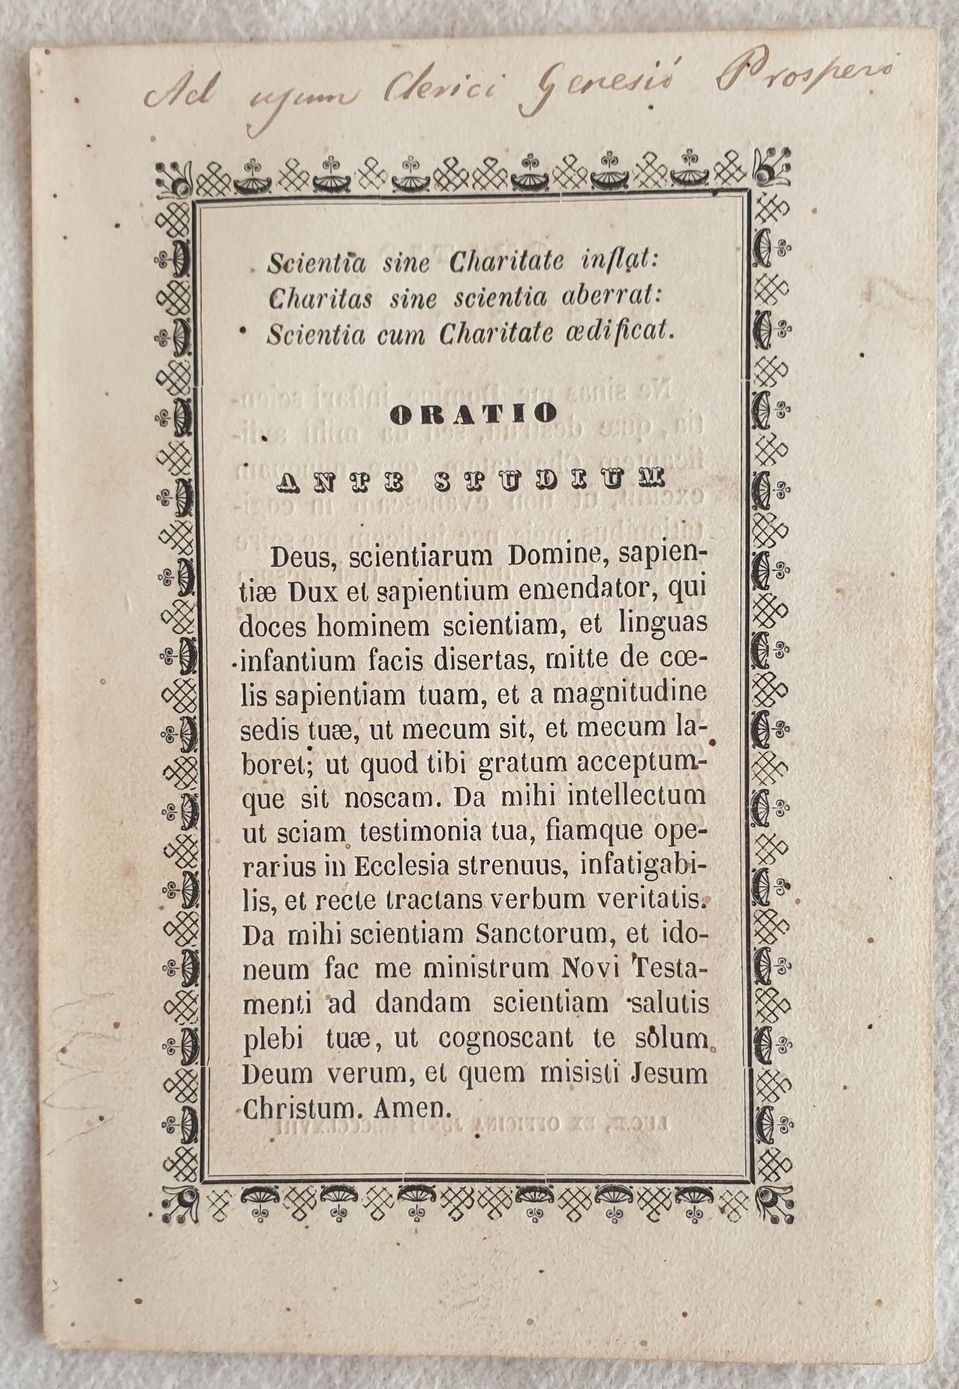 Ad usum Clerici Genesió Prosperi
Scientia sine Charitate inflat:
Charitas sine scientia aberrat:
Scientia cum Charitate ædificat.
ORATIO
ANTE STUDIUM
Deus, scientiarum Domine, sapien-
tiæ Dux et sapientium emendator, qui
doces hominem scientiam, et linguas
infantium facis disertas, mitte de cœ-
lis sapientiam tuam, et a magnitudine
sedis tuæ, ut mecum sit, et mecum la-
boret; ut quod tibi gratum acceptum-
que sit noscam. Da mihi intellectum
ut sciam testimonia tua, fiamque ope-
rarius in Ecclesia strenuus, infatigabi-
lis, et recte tractans verbum veritatis.
Da mihi scientiam Sanctorum, et ido-
neum fac me ministrum Novi Testa-
menti ad dandam scientiam salutis
plebi tuæ, ut cognoscant te solum
Deum verum, et quem misisti Jesum
Christum. Amen.